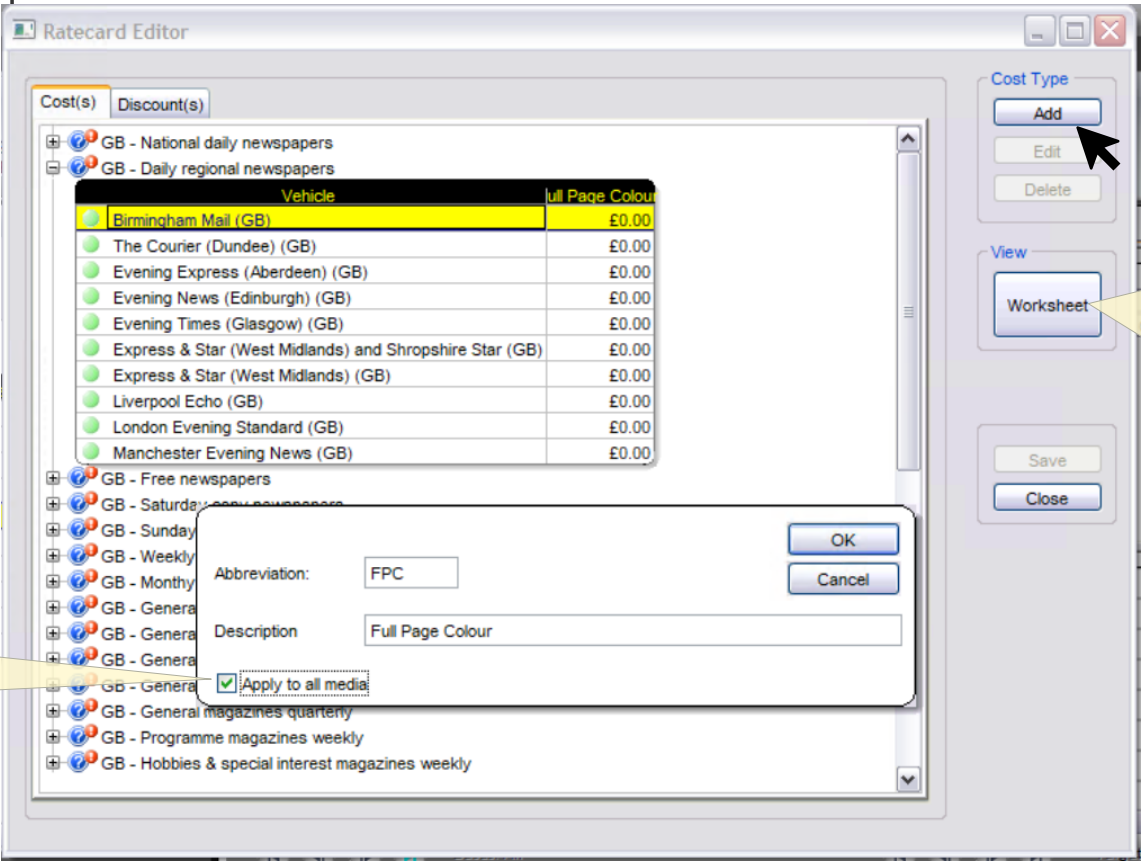 Ratecard Editor
Cost(s) Discount(s)
GB - National daily newspapers
GB - Daily regional newspapers
Vehicle ull Page Colou
Birmingham Mail (GB) £0.00
The Courier (Dundee) (GB) £0.00
Evening Express (Aberdeen) (GB) £0.00
Evening News (Edinburgh) (GB) £0.00
Evening Times (Glasgow) (GB) £0.00
Express & Star (West Midlands) and Shropshire Star (GB) £0.00
Express & Star (West Midlands) (GB) £0.00
Liverpool Echo (GB) £0.00
London Evening Standard (GB) £0.00
Manchester Evening News (GB) £0.00
GB - Free newspapers
GB - Saturday copy newspapers
GB - Sunday
GB - Weekly
GB - Monthy
GB - Genera
GB - Genera
GB - Genera
GB - Genera
GB - General magazines quarterly
GB - Programme magazines weekly
GB - Hobbies & special interest magazines weekly
Abbreviation: FPC
Description Full Page Colour
Apply to all media
OK
Cancel
Cost Type
Add
Edit
Delete
View
Worksheet
Save
Close